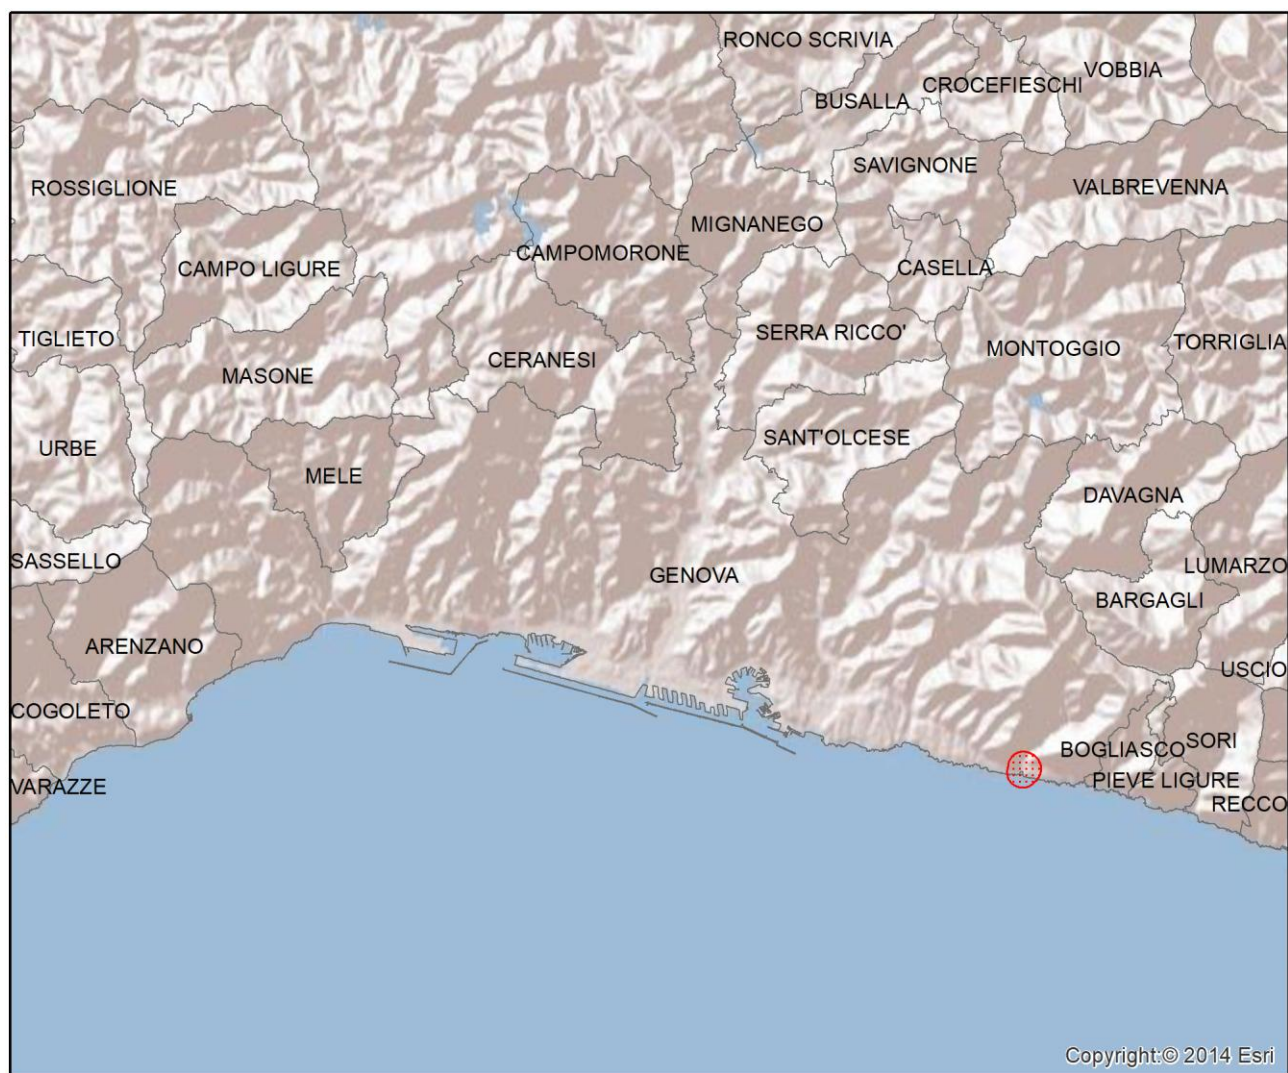 RONCO SCRIVIA
VOBBIA
CROCEFIESCHI
BUSALLA
SAVIGNONE
ROSSIGLIONE
VALBREVENNA
MIGNANEGO
CAMPOMORONE
CAMPO LIGURE
CASELLA
SERRA RICCO'
TIGLIETO
TORRIGLIA
MONTOGGIO
CERANESI
MASONE
SANT'OLCESE
URBE
MELE
DAVAGNA
SASSELLO
LUMARZO
GENOVA
BARGAGLI
ARENZANO
USCIO
COGOLETO
SORI
BOGLIASCO
PIEVE LIGURE
VARAZZE
RECCO
Copyright:© 2014 Esri